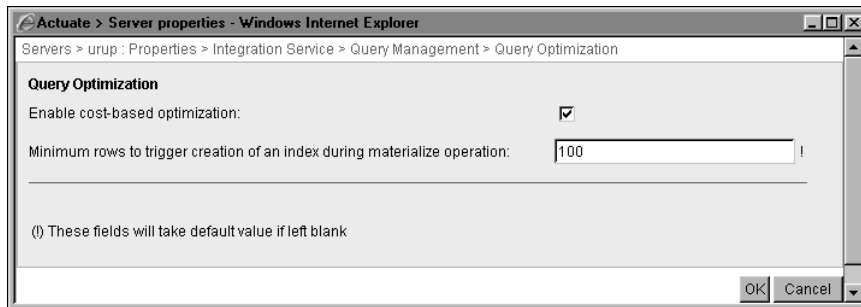 Actuate > Server properties - Windows Internet Explorer
Servers > urup : Properties > Integration Service > Query Management > Query Optimization
Query Optimization
Enable cost-based optimization:
Minimum rows to trigger creation of an index during materialize operation: 100 !
(!) These fields will take default value if left blank
OK Cancel